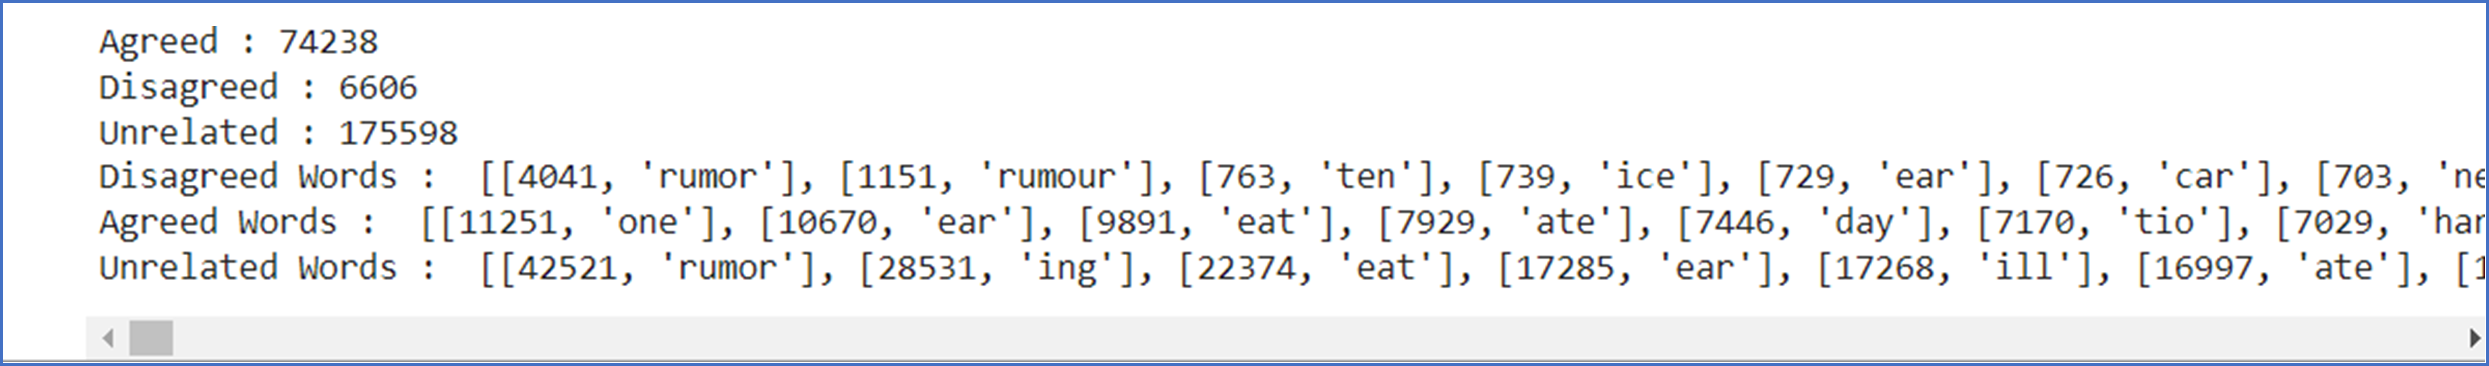 Agreed : 74238
Disagreed : 6606
Unrelated : 175598
Disagreed Words :  [[4041, 'rumor'], [1151, 'rumour'], [763, 'ten'], [739, 'ice'], [729, 'ear'], [726, 'car'], [703, 'ne
Agreed Words :  [[11251, 'one'], [10670, 'ear'], [9891, 'eat'], [7929, 'ate'], [7446, 'day'], [7170, 'tio'], [7029, 'har
Unrelated Words :  [[42521, 'rumor'], [28531, 'ing'], [22374, 'eat'], [17285, 'ear'], [17268, 'ill'], [16997, 'ate'], [1